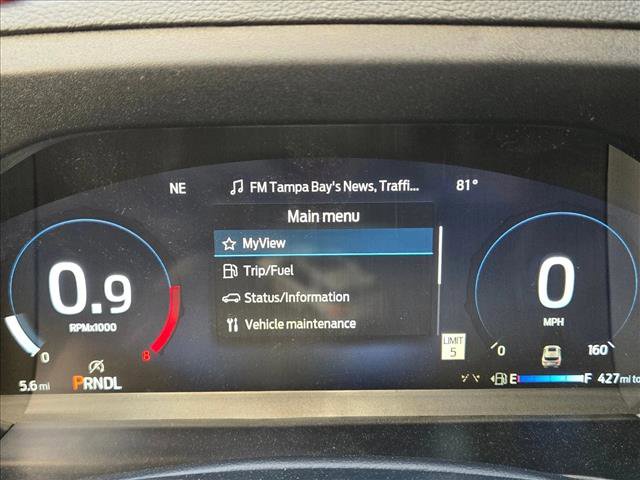 NE
FM Tampa Bay's News, Traffi...
81°
Main menu
MyView
Trip/Fuel
Status/Information
Vehicle maintenance
0.9
RPMx1000
0
8
0
MPH
0
160
LIMIT
5
5.6 mi
PRNDL
E
F
427 mi to